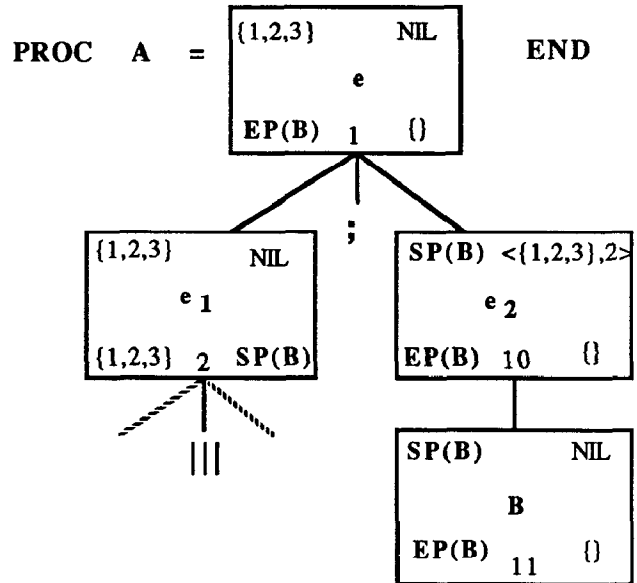 {1,2,3} NIL
PROC A = e END
EP(B) 1 {}
;
{1,2,3} NIL
e 1
{1,2,3} 2 SP(B)
|||
SP(B) <{1,2,3},2>
e 2
EP(B) 10 {}
SP(B) NIL
B
EP(B) 11 {}